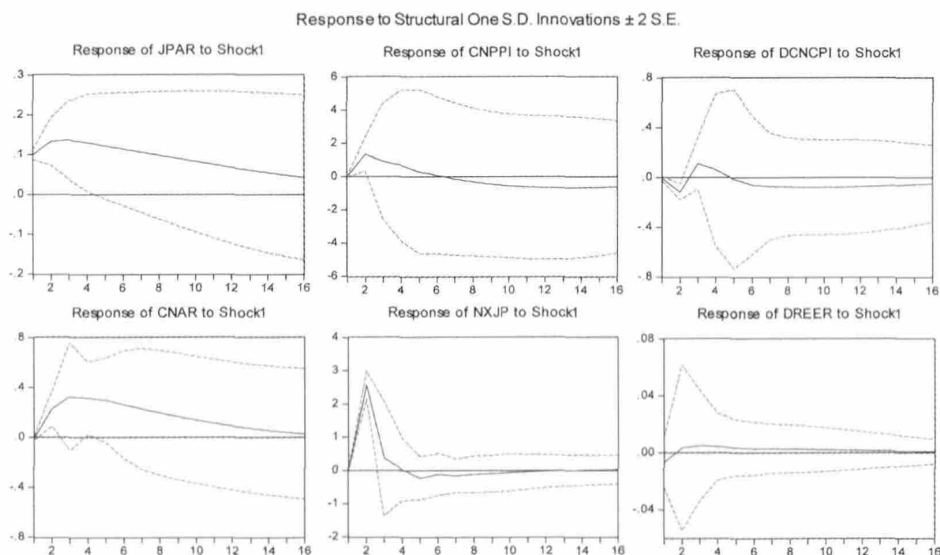 Response to Structural One S.D. Innovations ± 2 S.E.
Response of JPAR to Shock1
.3
.2
.1
.0
-.1
-.2
2 4 6 8 10 12 14 16
Response of CNPPI to Shock1
6
4
2
0
-2
-4
-6
2 4 6 8 10 12 14 16
Response of DCNCPI to Shock1
.8
.4
.0
-.4
-.8
2 4 6 8 10 12 14 16
Response of CNAR to Shock1
.8
.4
.0
-.4
-.8
2 4 6 8 10 12 14 16
Response of NXJP to Shock1
4
3
2
1
0
-1
-2
2 4 6 8 10 12 14 16
Response of DREER to Shock1
.08
.04
.00
-.04
2 4 6 8 10 12 14 16